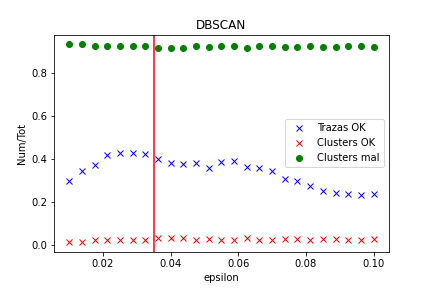 DBSCAN
Num/Tot
0.8
0.6
0.4
0.2
0.0
Trazas OK
Clusters OK
Clusters mal
0.02 0.04 0.06 0.08 0.10
epsilon